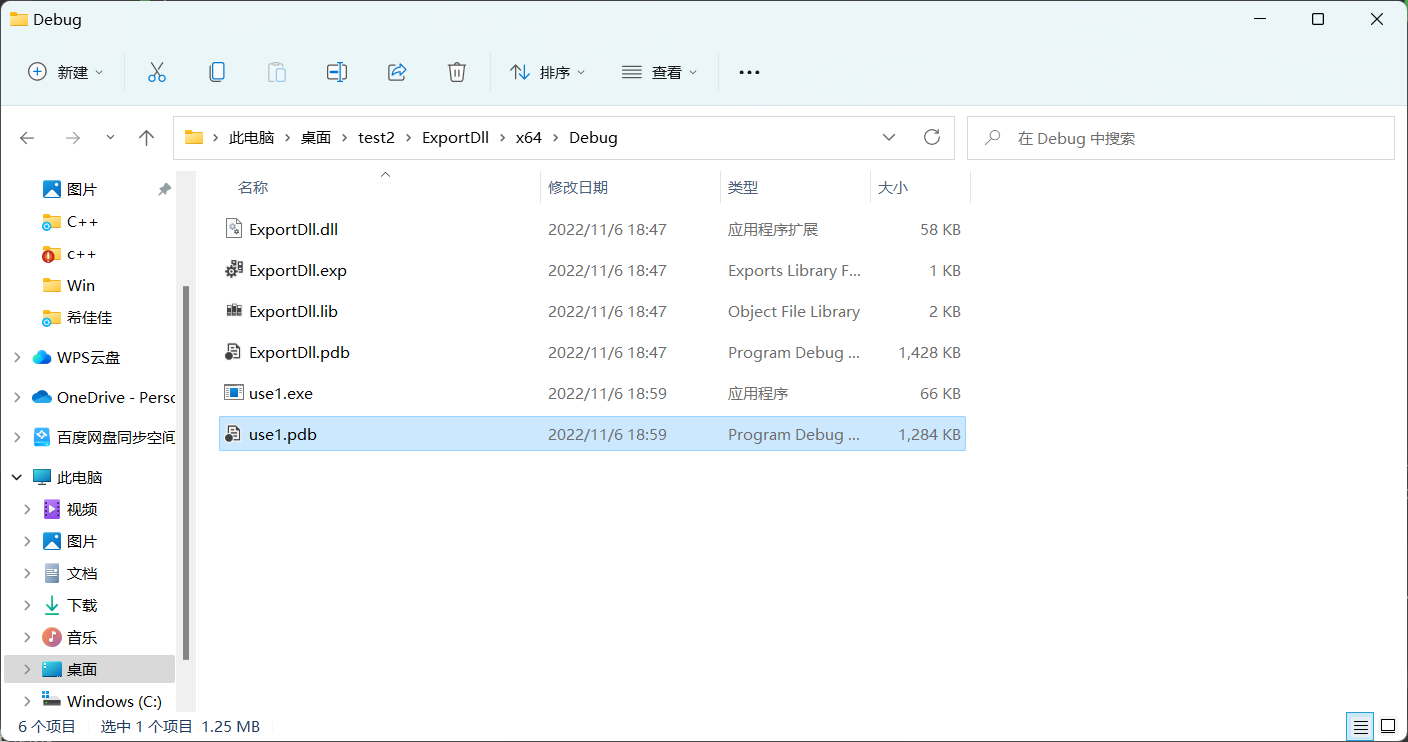 Debug
新建
排序
查看
此电脑 桌面 test2 ExportDll x64 Debug
在 Debug 中搜索
图片
C++
c++
Win
希佳佳
WPS云盘
OneDrive - Perso
百度网盘同步空间
此电脑
视频
图片
文档
下载
音乐
桌面
Windows (C:)
名称 修改日期 类型 大小
ExportDll.dll 2022/11/6 18:47 应用程序扩展 58 KB
ExportDll.exp 2022/11/6 18:47 Exports Library F... 1 KB
ExportDll.lib 2022/11/6 18:47 Object File Library 2 KB
ExportDll.pdb 2022/11/6 18:47 Program Debug ... 1,428 KB
use1.exe 2022/11/6 18:59 应用程序 66 KB
use1.pdb 2022/11/6 18:59 Program Debug ... 1,284 KB
6 个项目 选中 1 个项目 1.25 MB